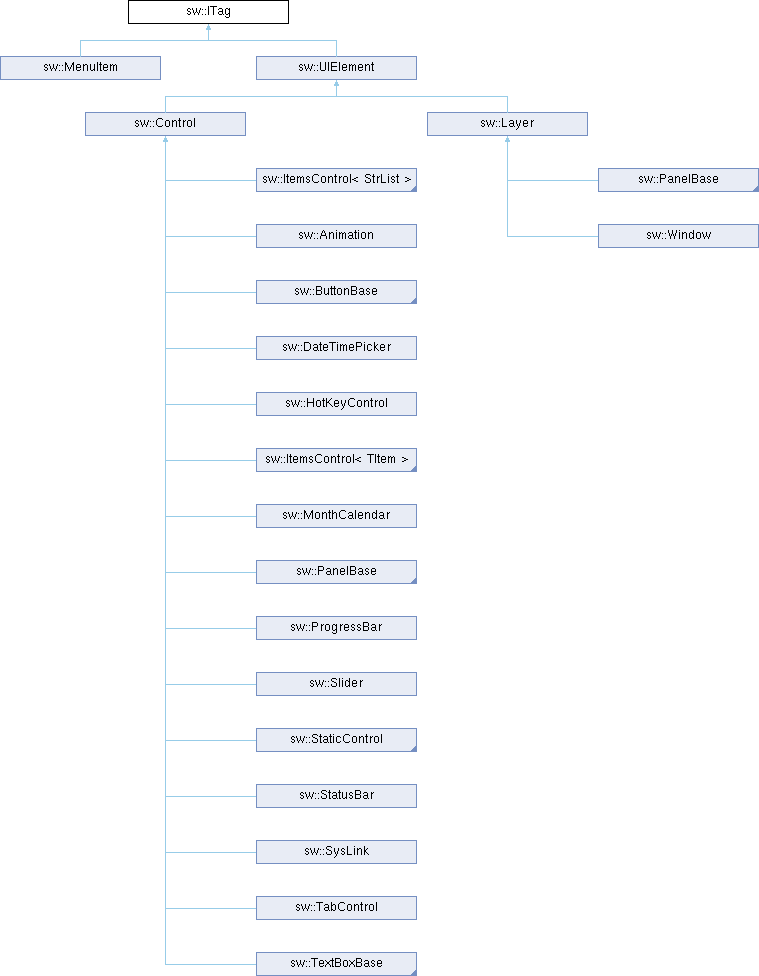 sw::ITag
sw::MenuItem
sw::UIElement
sw::Control
sw::Layer
sw::ItemsControl< StrList >
sw::PanelBase
sw::Animation
sw::Window
sw::ButtonBase
sw::DateTimePicker
sw::HotKeyControl
sw::ItemsControl< TItem >
sw::MonthCalendar
sw::PanelBase
sw::ProgressBar
sw::Slider
sw::StaticControl
sw::StatusBar
sw::SysLink
sw::TabControl
sw::TextBoxBase